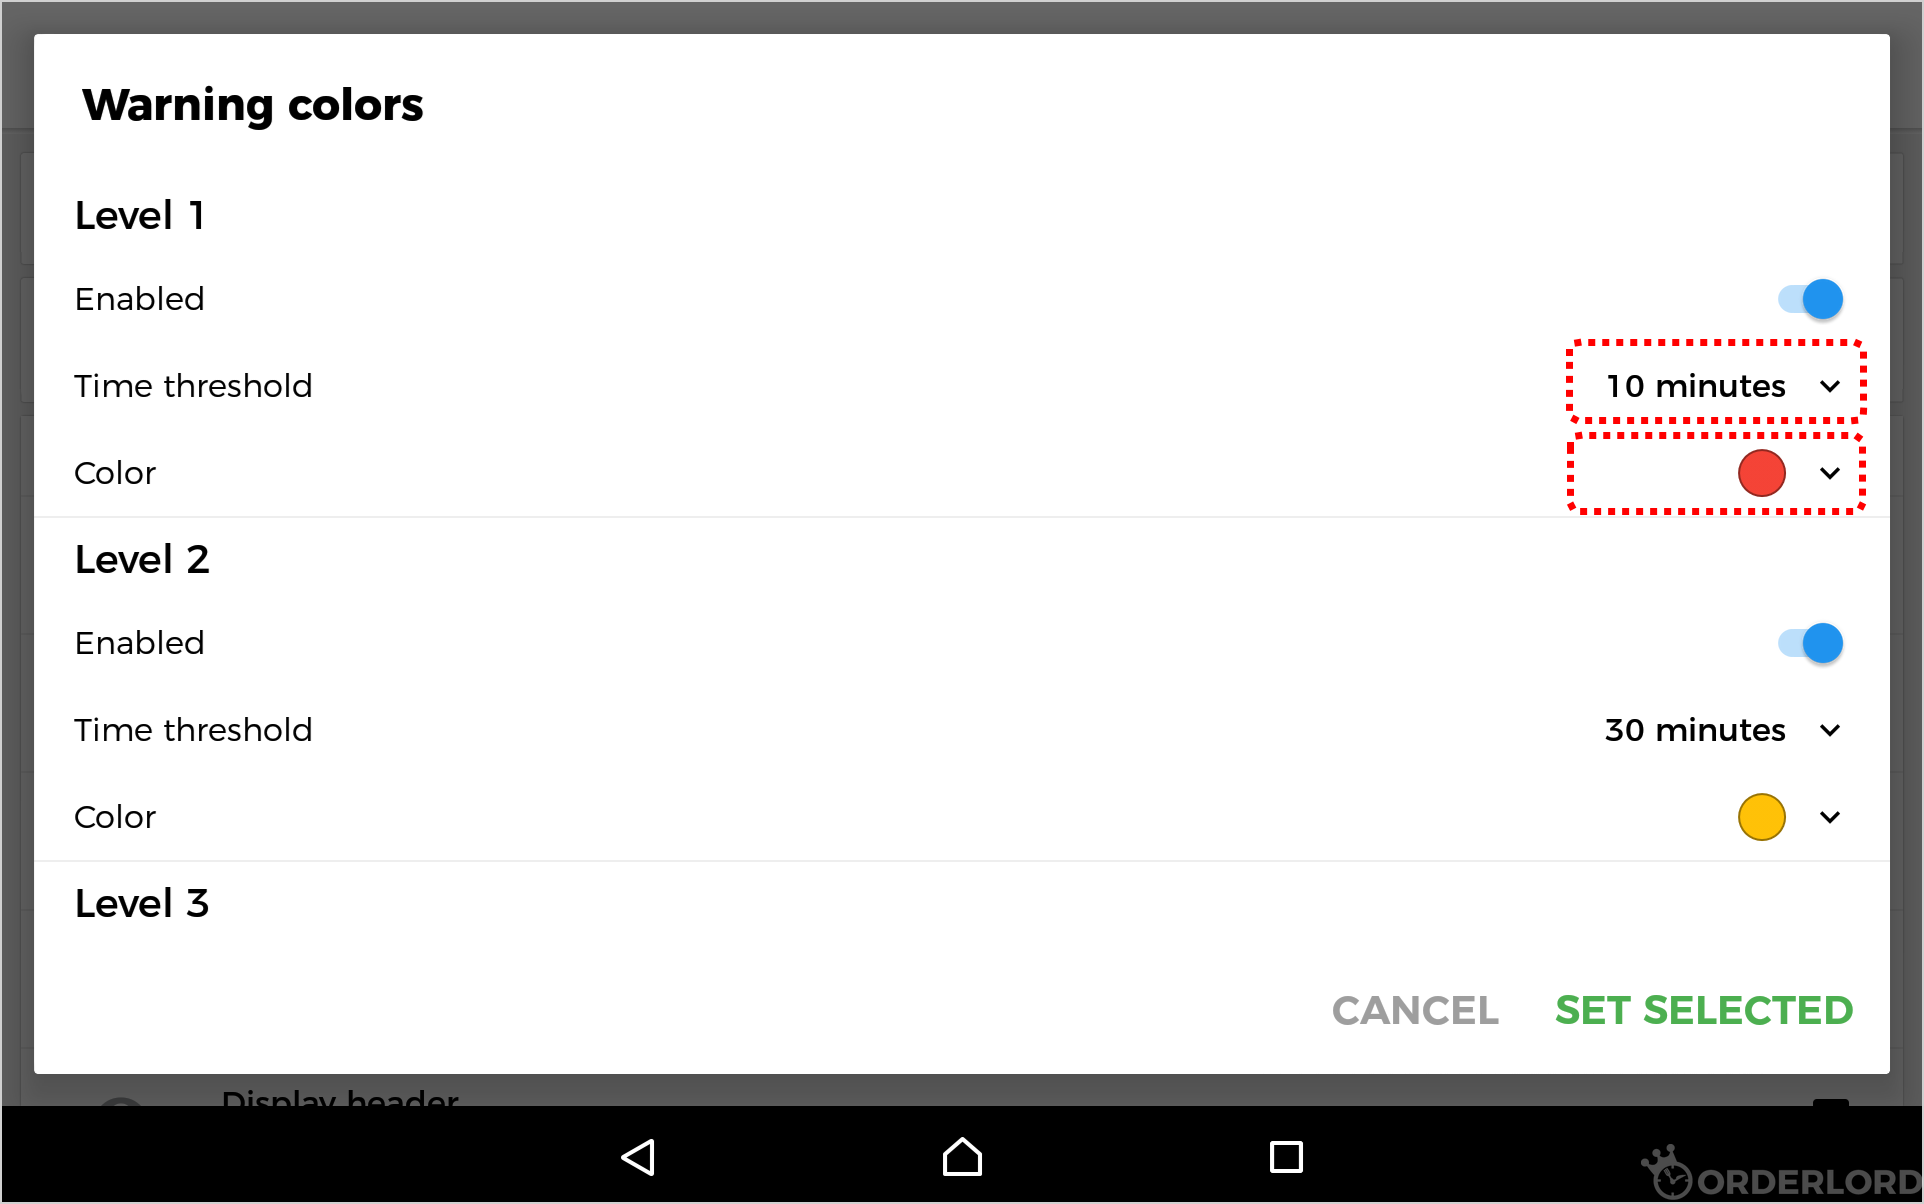 Warning colors
Level 1
Enabled
Time threshold 10 minutes
Color
Level 2
Enabled
Time threshold 30 minutes
Color
Level 3
CANCEL SET SELECTED
Display header
ORDERLORD